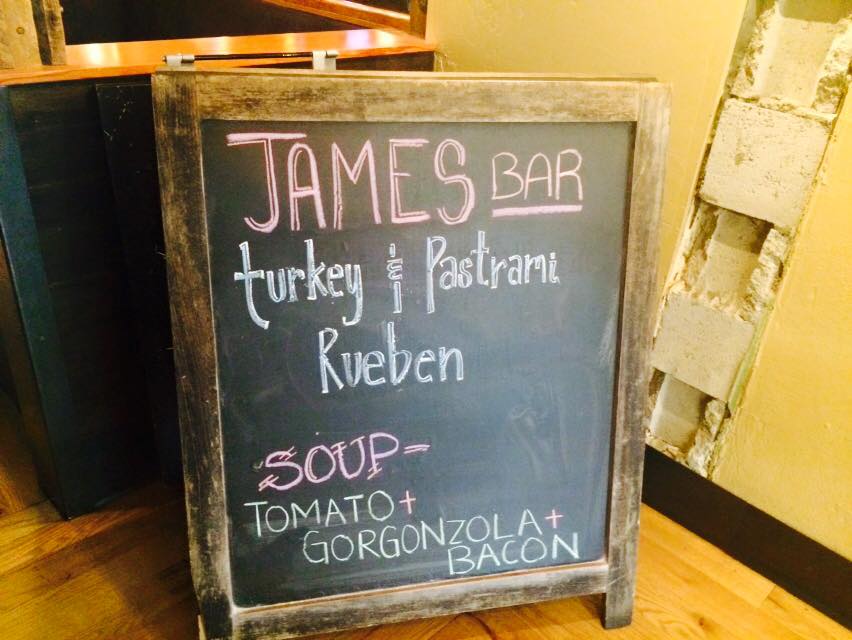 JAMES BAR
turkey & Pastrami
Rueben
SOUP-
TOMATO +
GORGONZOLA +
BACON